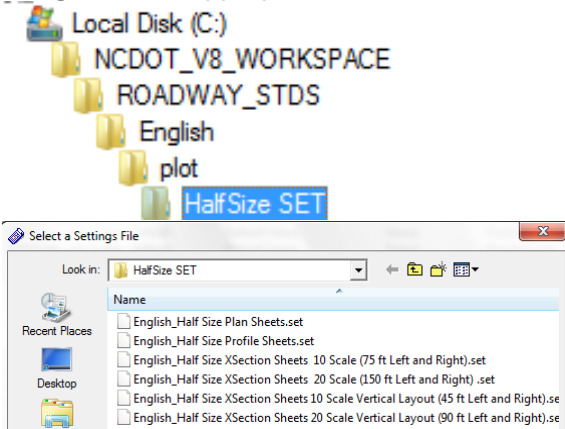 Local Disk (C:)
NCDOT_V8_WORKSPACE
ROADWAY_STDS
English
plot
HalfSize SET
Select a Settings File
Look in: HalfSize SET
Name
Recent Places
Desktop
English_Half Size Plan Sheets.set
English_Half Size Profile Sheets.set
English_Half Size XSection Sheets 10 Scale (75 ft Left and Right).set
English_Half Size XSection Sheets 20 Scale (150 ft Left and Right) .set
English_Half Size XSection Sheets 10 Scale Vertical Layout (45 ft Left and Right).se
English_Half Size XSection Sheets 20 Scale Vertical Layout (90 ft Left and Right).se